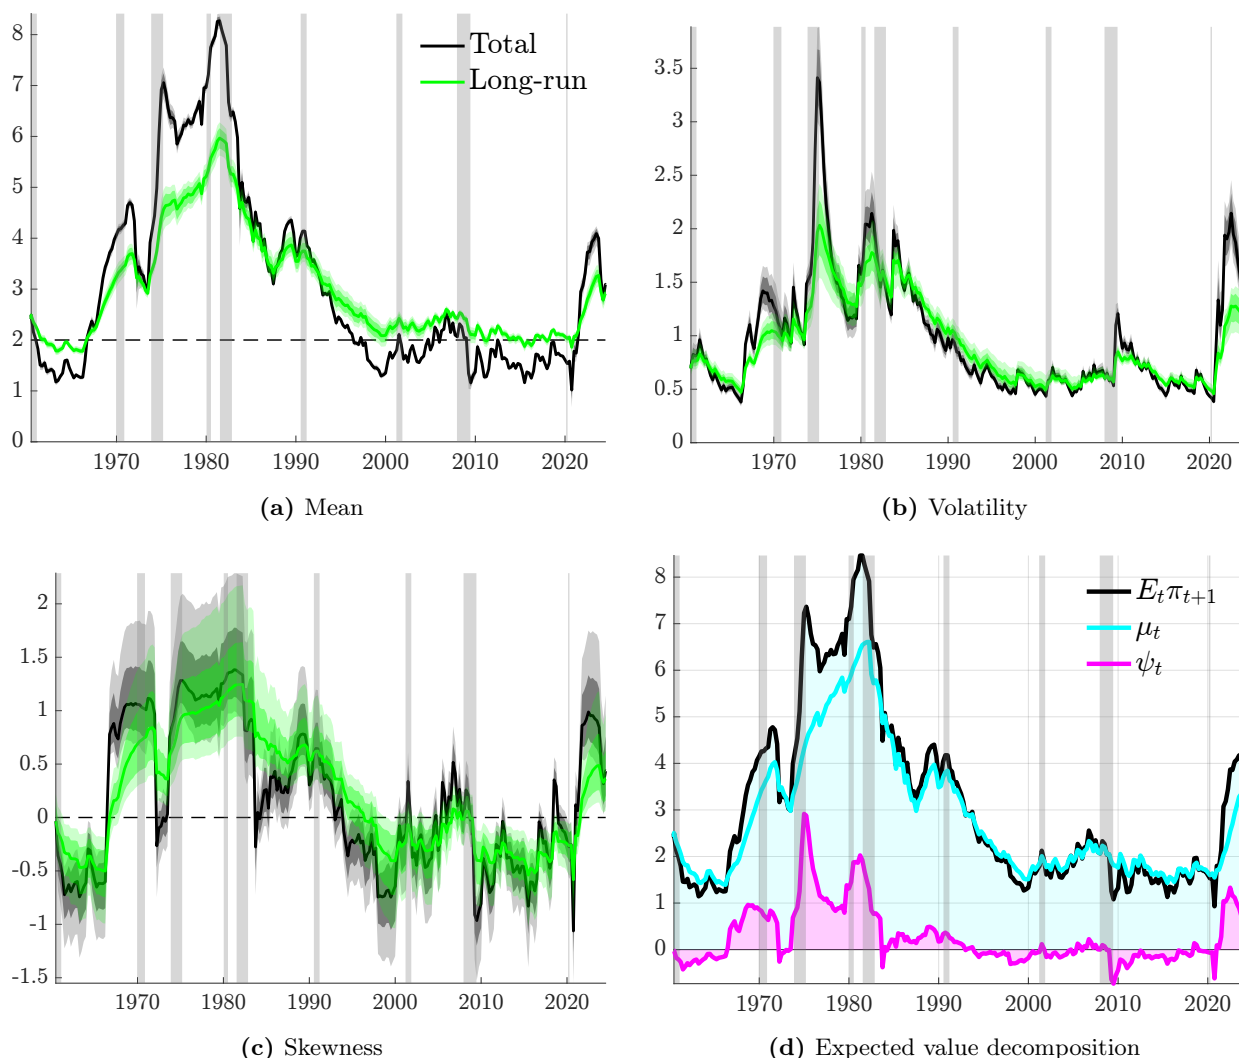 8
7
6
5
4
3
2
1
0
Total
Long-run
1970 1980 1990 2000 2010 2020
(a) Mean
3.5
3
2.5
2
1.5
1
0.5
0
1970 1980 1990 2000 2010 2020
(b) Volatility
2
1.5
1
0.5
0
-0.5
-1
-1.5
1970 1980 1990 2000 2010 2020
(c) Skewness
8
7
6
5
4
3
2
1
0
E_tπ_{t+1}
μ_t
ψ_t
1970 1980 1990 2000 2010 2020
(d) Expected value decomposition